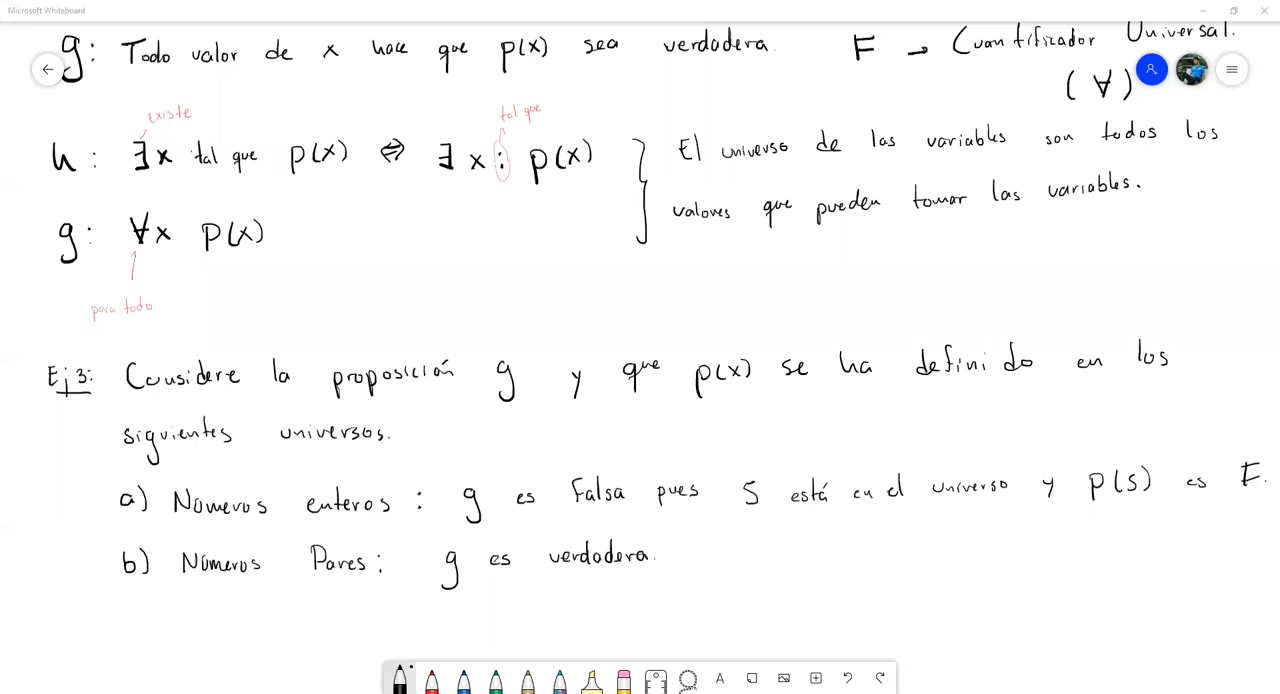 Microsoft Whiteboard
g: Todo valor de x hace que p(x) sea verdadera. F → Cuantificador Universal.
(∀)
Existe
tal que
h: ∃x tal que p(x) ⇔ ∃ x : p(x)
El universo de las variables son todos los
valores que pueden tomar las variables.
g: ∀x p(x)
para todo
Ej 3: Considere la proposición g y que p(x) se ha definido en los
siguientes universos.
a) Números enteros : g es Falsa pues 5 está en el universo y p(5) es F.
b) Números Pares: g es verdadera.
A